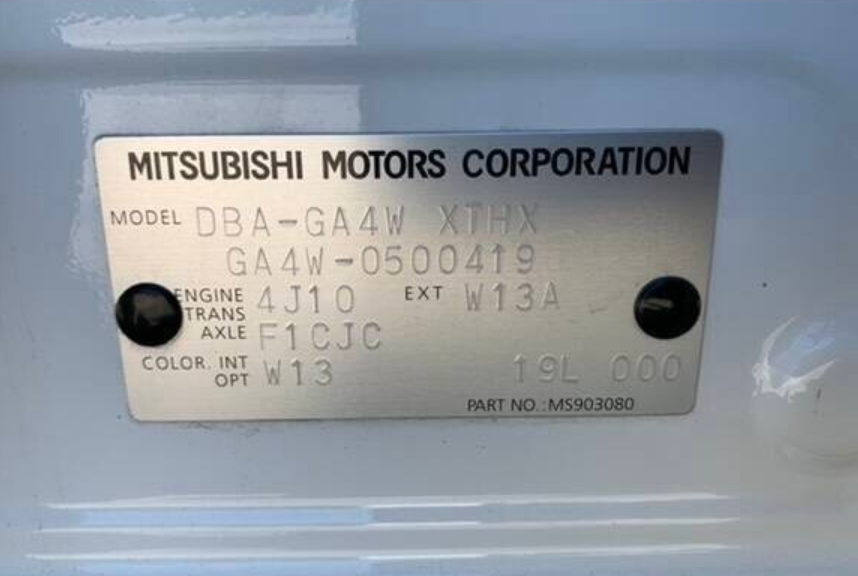 MITSUBISHI MOTORS CORPORATION
MODEL DBA-GA4W XTHX
GA4W-0500419
ENGINE 4J10 EXT W13A
TRANS
AXLE F1CJC
COLOR. INT
OPT W13 19L 000
PART NO.:MS903080